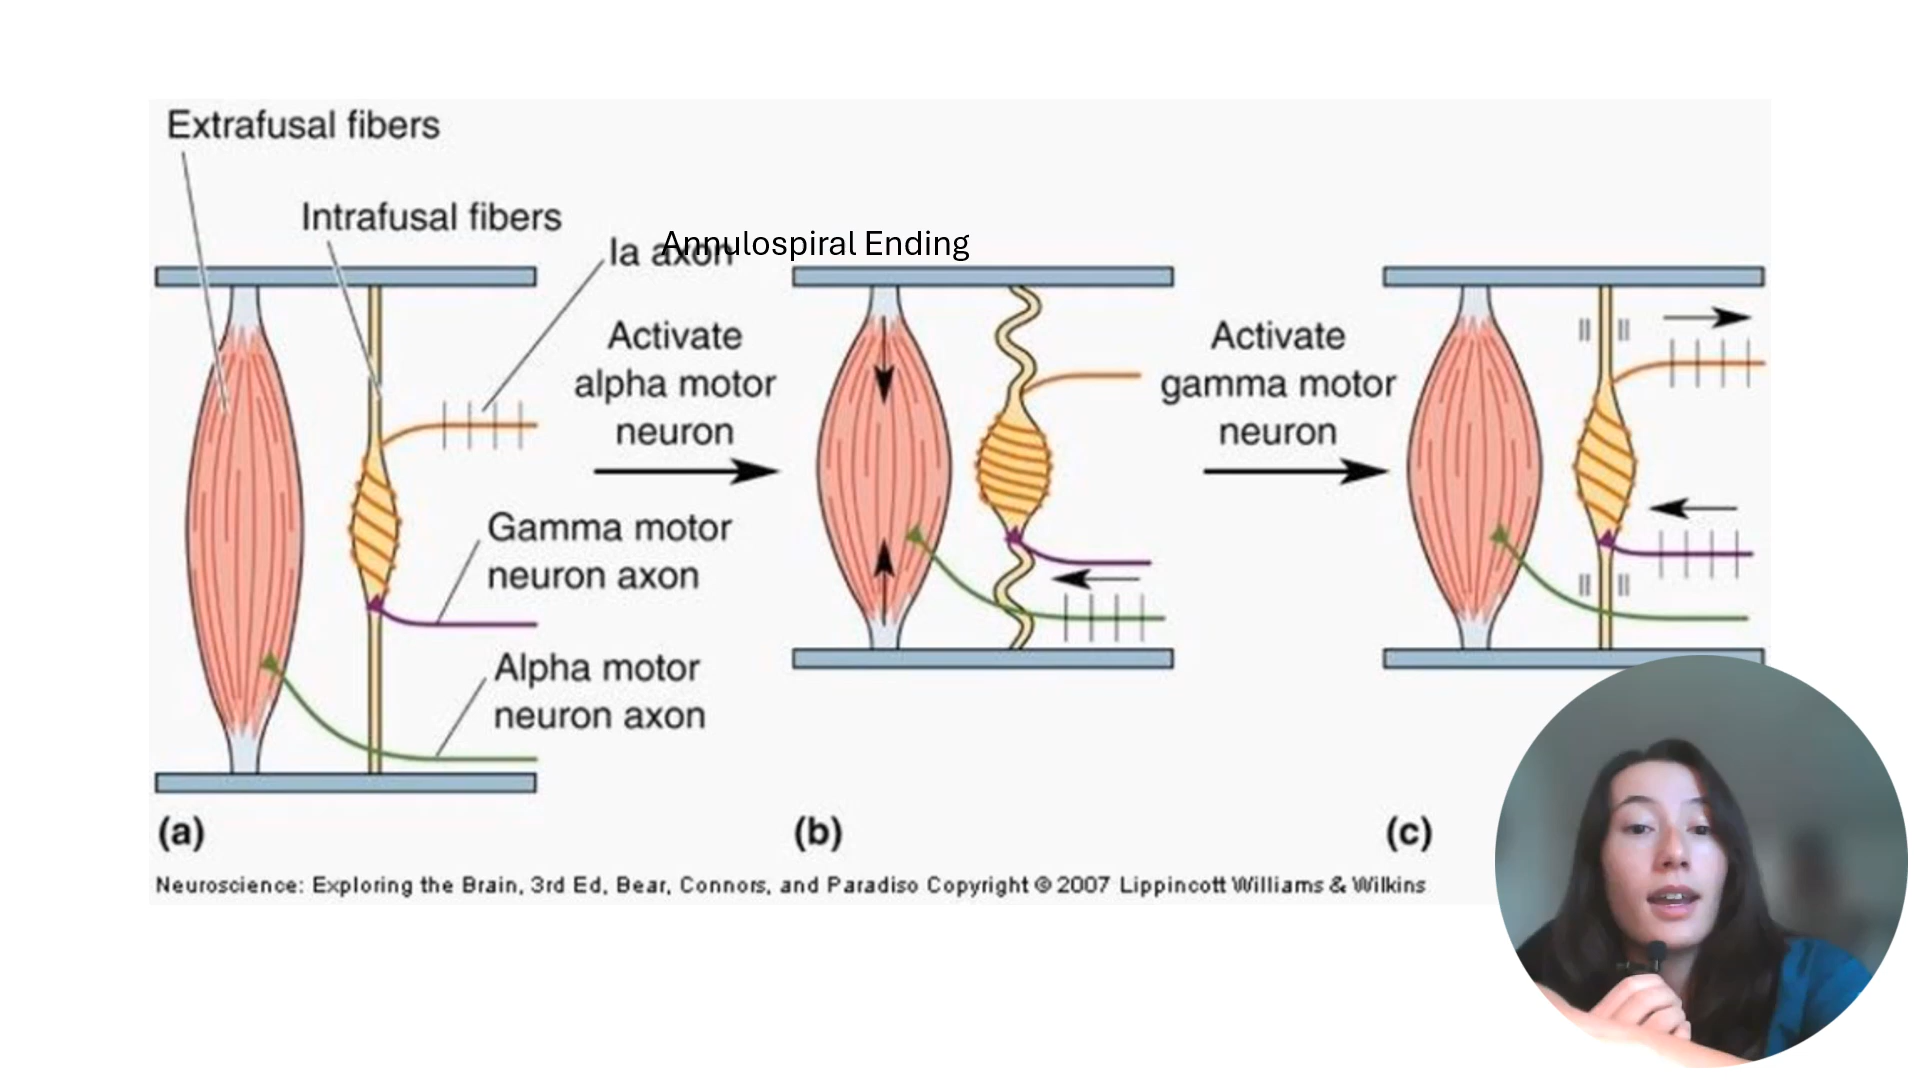 Extrafusal fibers
Intrafusal fibers
Ia axon
Annulospiral Ending
Activate
alpha motor
neuron
Activate
gamma motor
neuron
Gamma motor
neuron axon
Alpha motor
neuron axon
(a)
(b)
(c)
Neuroscience: Exploring the Brain, 3rd Ed, Bear, Connors, and Paradiso Copyright © 2007 Lippincott Williams & Wilkins